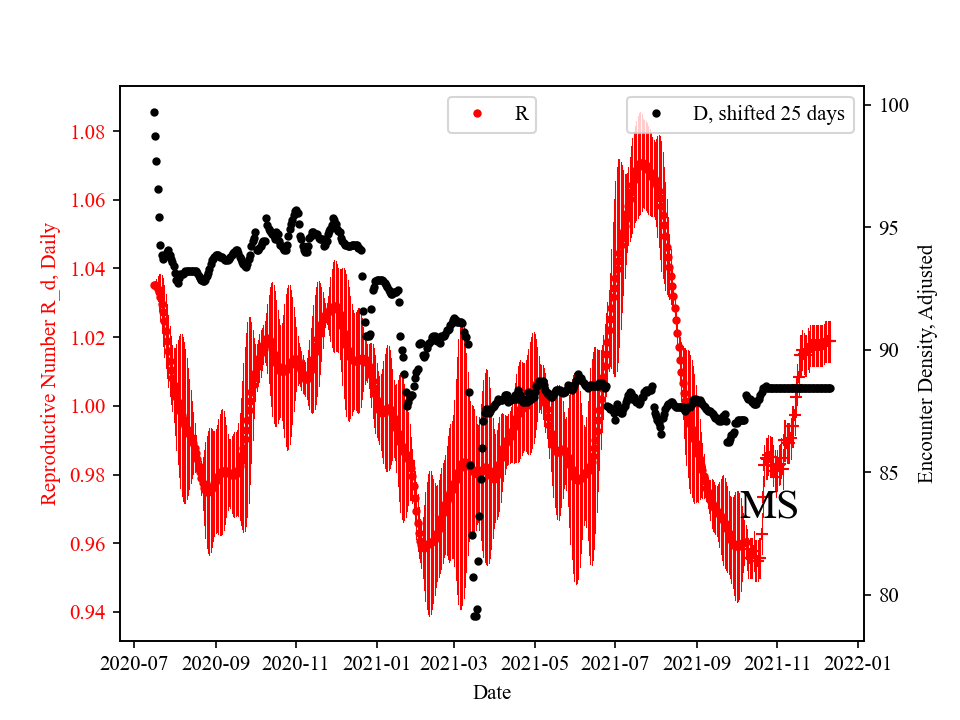 R
D, shifted 25 days
1.08
1.06
1.04
1.02
1.00
0.98
0.96
0.94
Reproductive Number R_d, Daily
100
95
90
85
80
Encounter Density, Adjusted
MS
2020-07 2020-09 2020-11 2021-01 2021-03 2021-05 2021-07 2021-09 2021-11 2022-01
Date